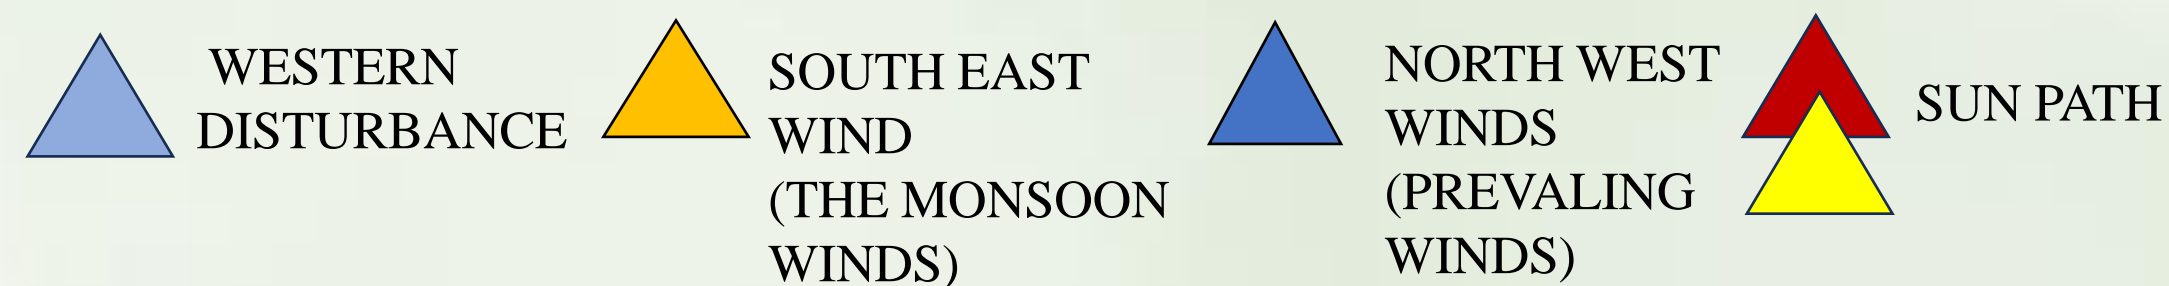 WESTERN
DISTURBANCE
SOUTH EAST
WIND
(THE MONSOON
WINDS)
NORTH WEST
WINDS
(PREVALING
WINDS)
SUN PATH